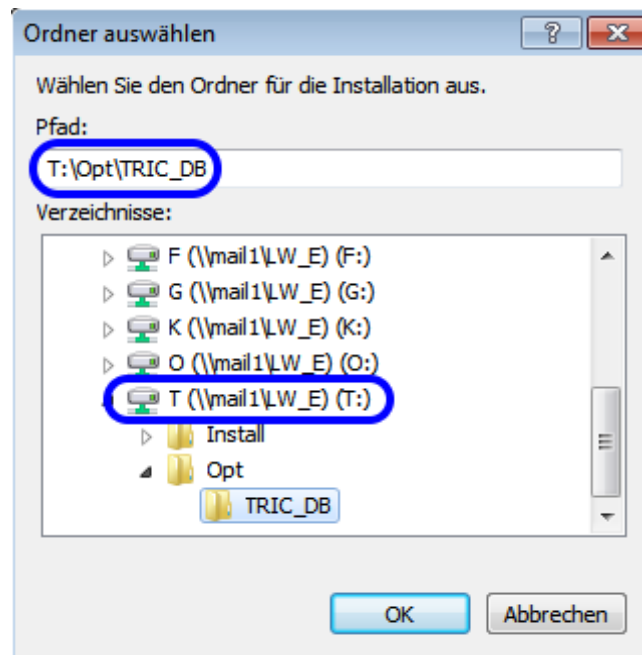 Ordner auswählen
Wählen Sie den Ordner für die Installation aus.
Pfad:
T:\Opt\TRIC_DB
Verzeichnisse:
F (\\mail1\LW_E) (F:)
G (\\mail1\LW_E) (G:)
K (\\mail1\LW_E) (K:)
O (\\mail1\LW_E) (O:)
T (\\mail1\LW_E) (T:)
Install
Opt
TRIC_DB
OK Abbrechen